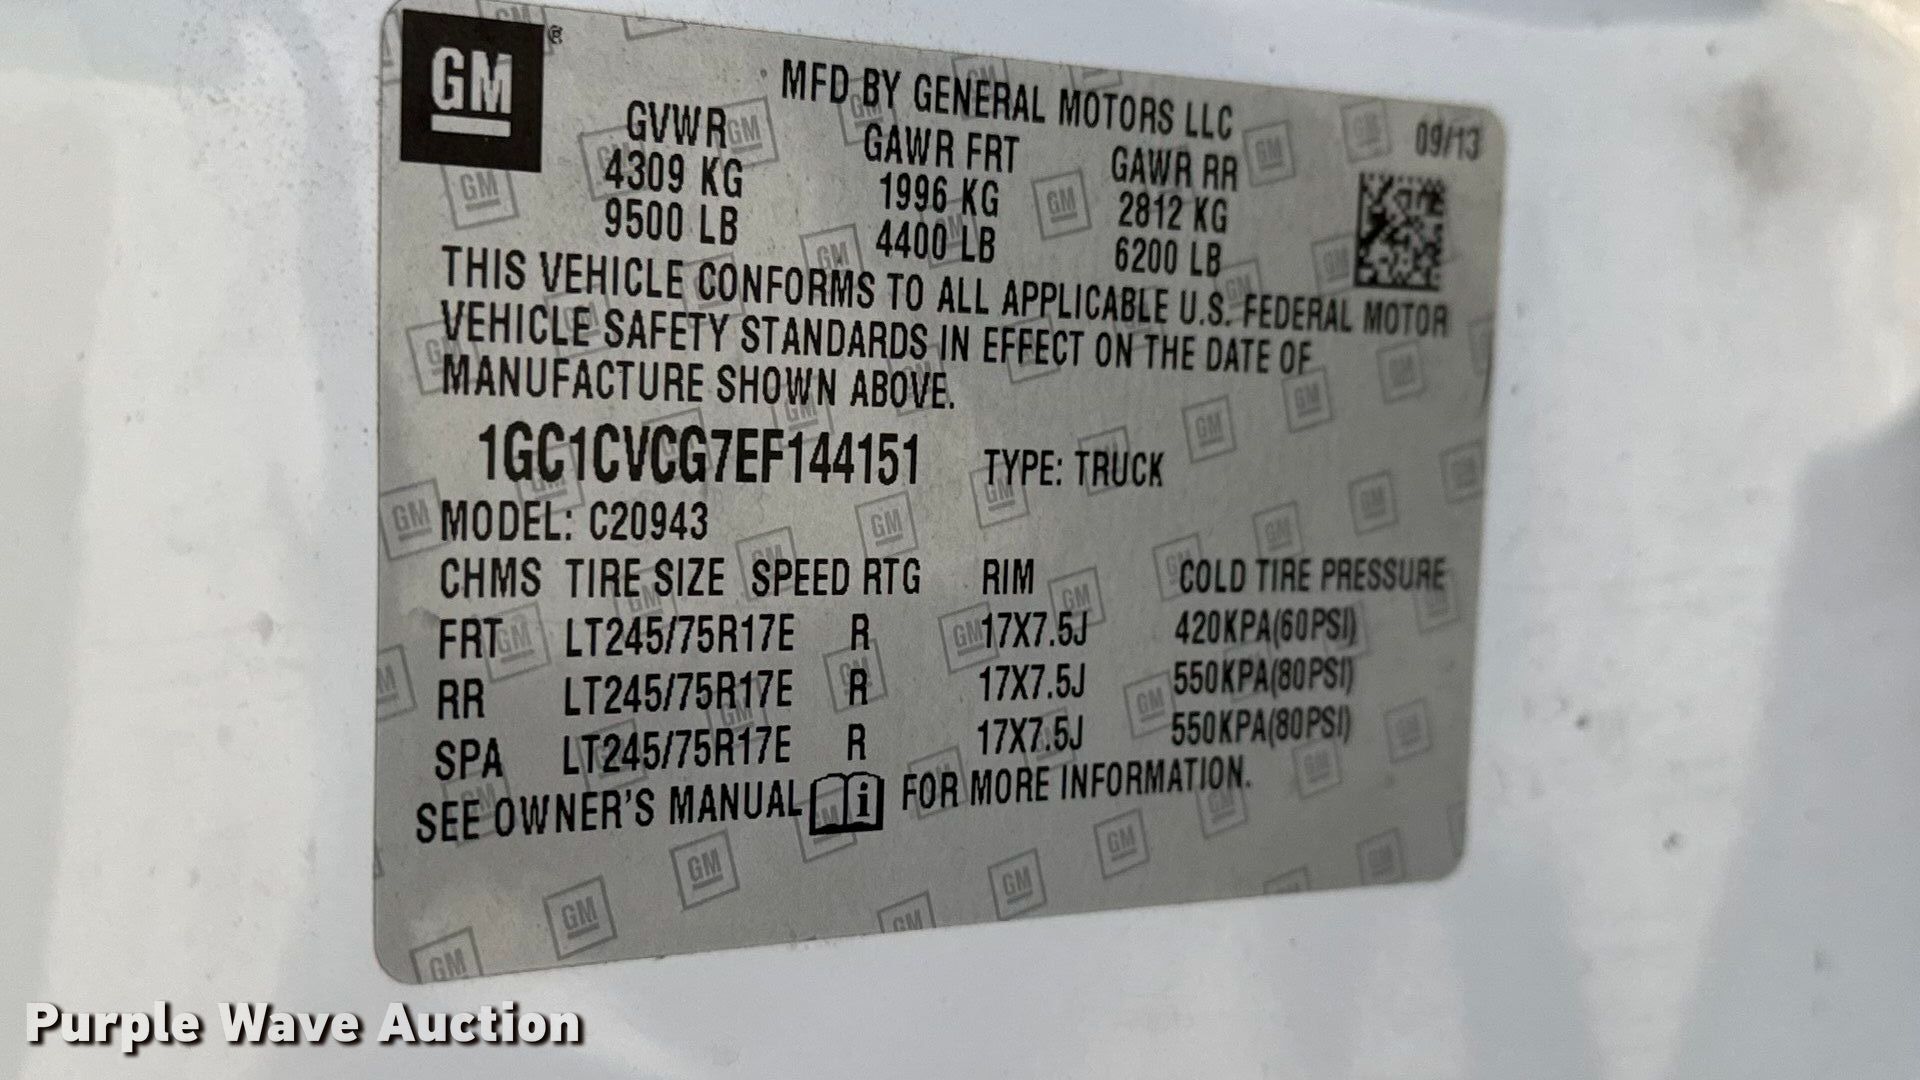 GM ®
MFD BY GENERAL MOTORS LLC 09/13
GVWR GAWR FRT GAWR RR
4309 KG 1996 KG 2812 KG
9500 LB 4400 LB 6200 LB
THIS VEHICLE CONFORMS TO ALL APPLICABLE U.S. FEDERAL MOTOR
VEHICLE SAFETY STANDARDS IN EFFECT ON THE DATE OF
MANUFACTURE SHOWN ABOVE.
1GC1CVCG7EF144151 TYPE: TRUCK
MODEL: C20943
CHMS TIRE SIZE SPEED RTG RIM COLD TIRE PRESSURE
FRT LT245/75R17E R 17X7.5J 420KPA(60PSI)
RR LT245/75R17E R 17X7.5J 550KPA(80PSI)
SPA LT245/75R17E R 17X7.5J 550KPA(80PSI)
SEE OWNER'S MANUAL i FOR MORE INFORMATION.
Purple Wave Auction